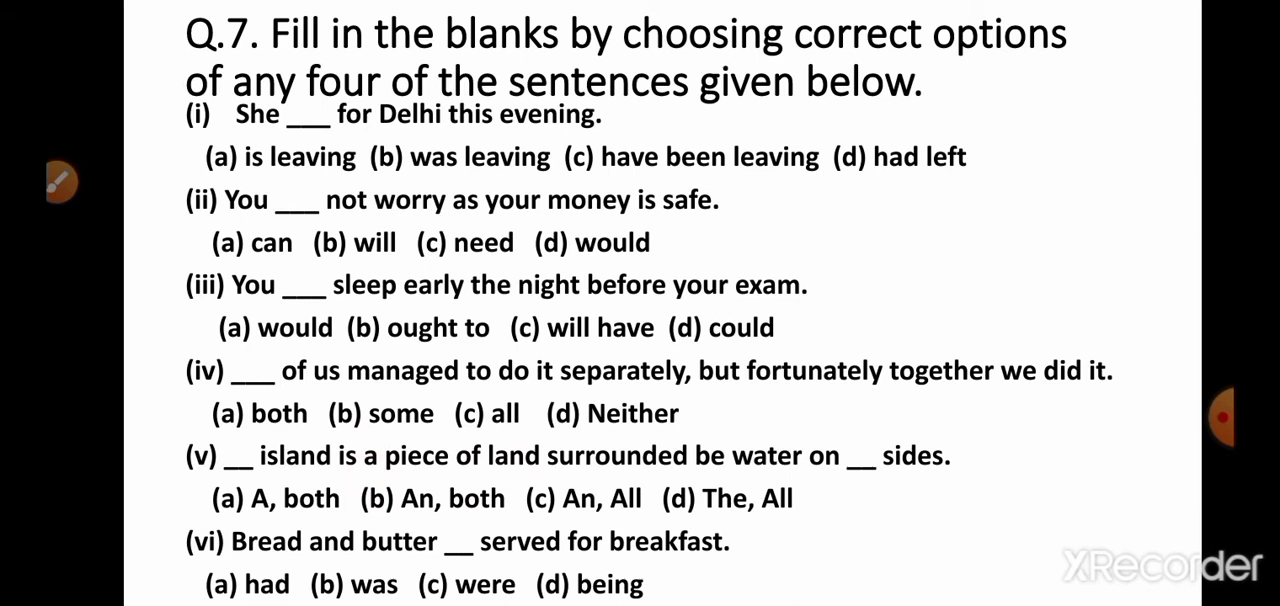 Q.7. Fill in the blanks by choosing correct options
of any four of the sentences given below.
(i) She ___ for Delhi this evening.
(a) is leaving (b) was leaving (c) have been leaving (d) had left
(ii) You ___ not worry as your money is safe.
(a) can (b) will (c) need (d) would
(iii) You ___ sleep early the night before your exam.
(a) would (b) ought to (c) will have (d) could
(iv) ___ of us managed to do it separately, but fortunately together we did it.
(a) both (b) some (c) all (d) Neither
(v) __ island is a piece of land surrounded be water on __ sides.
(a) A, both (b) An, both (c) An, All (d) The, All
(vi) Bread and butter __ served for breakfast.
(a) had (b) was (c) were (d) being
XRecorder